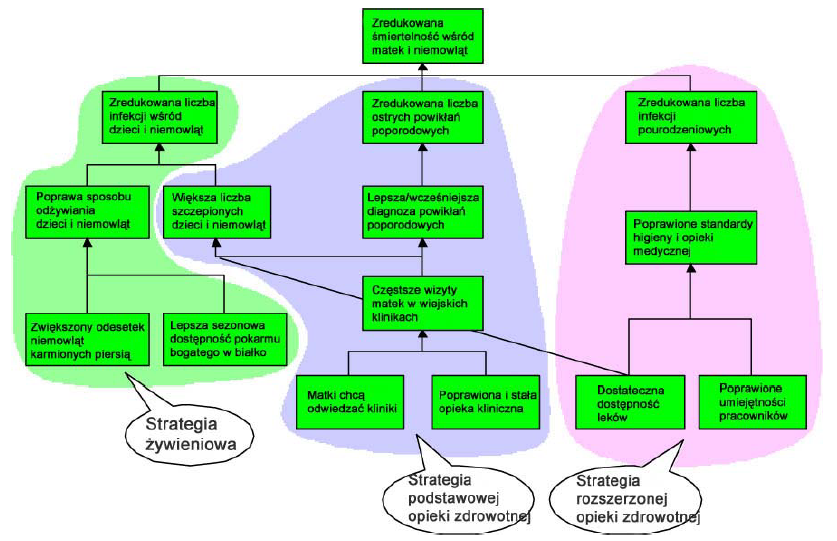 Zredukowana
śmiertelność wśród
matek i niemowląt
Zredukowana liczba
infekcji wśród
dzieci i niemowląt
Zredukowana liczba
ostrych powikłań
poporodowych
Zredukowana liczba
infekcji
pourodzeniowych
Poprawa sposobu
odżywiania
dzieci i niemowląt
Większa liczba
szczepionych
dzieci i niemowląt
Lepsza/wcześniejsza
diagnoza powikłań
poporodowych
Poprawione standardy
higieny i opieki
medycznej
Częstsze wizyty
matek w wiejskich
klinikach
Zwiększony odesetek
niemowląt
karmionych piersią
Lepsza sezonowa
dostępność pokarmu
bogatego w białko
Matki chcą
odwiedzać kliniki
Poprawiona i stała
opieka kliniczna
Dostateczna
dostępność
leków
Poprawione
umiejętności
pracowników
Strategia
żywieniowa
Strategia
podstawowej
opieki zdrowotnej
Strategia
rozszerzonej
opieki zdrowotnej